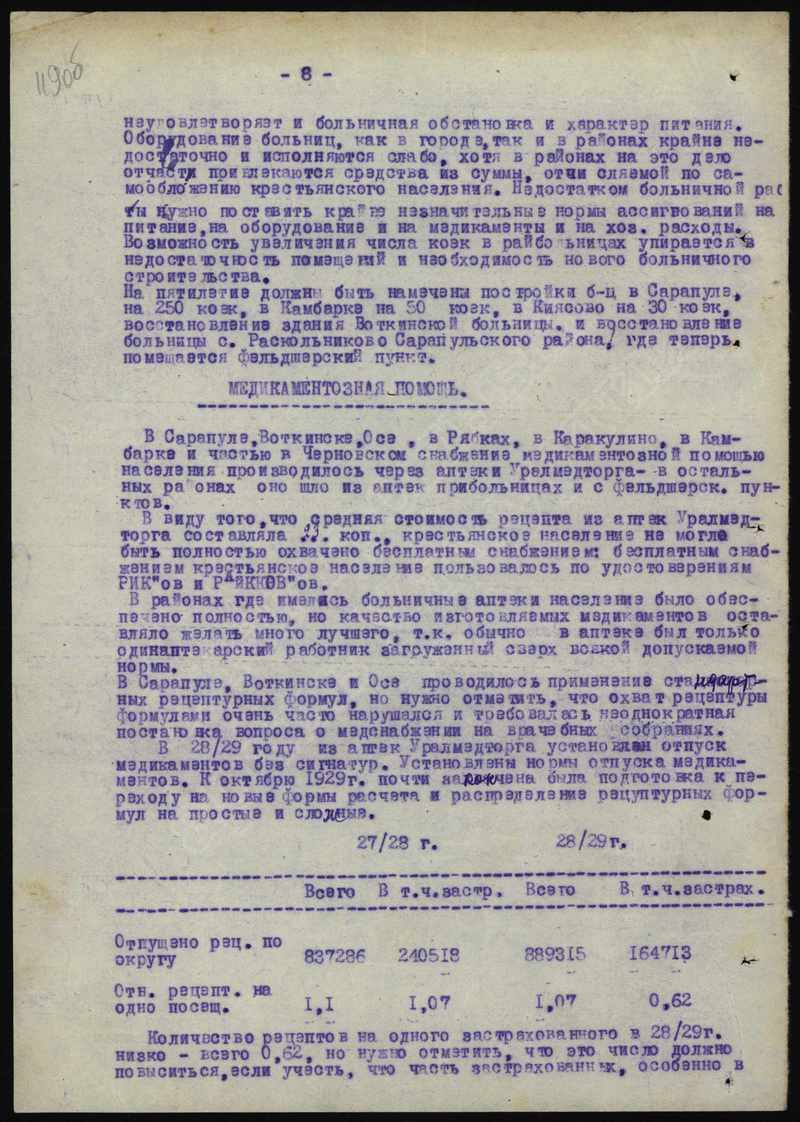 1190б
- 8 -
неудовлетворяет и больничная обстановка и характер питания.
Оборудование больниц, как в городе,так и в районах крайне не-
достаточно и исполняются слабо, хотя в районах на это дело
отчасти привлекаются средства из суммы, отчи сляемой по са-
мообложению крестьянского населения. Недостатком больничной рас
ты нужно поставить крайне незначительные нормы ассигнований на
питание,на оборудование и на медикаменты и на хоз. расходы.
Возможность увеличения числа коек в райбольницах упирается в
недостаточность помещений и необходимость нового больничного
строительства.
На пятилетие должны быть намечены постройки б-ц в Сарапуле,
на 250 коек, в Камбарке на 50 коек, в Киясово на 30 коек,
восстановление здания Воткинской больницы. и восстановление
больницы с. Раскольниково Сарапульского района, где теперь
помещается фельдшерский пункт.
МЕДИКАМЕНТОЗНАЯ ПОМОЩЬ.
В Сарапуле,Воткинске,Осе , в Рябках, в Каракулино, в Кам-
барке и частью в Черновском снабжение медикаментозной помощью
населения производилось через аптеки Уралмедторга- в осталь-
ных районах оно шло из аптек прибольницах и с фельдшерск. пун-
ктов.
В виду того,что средняя стоимость рецепта из аптек Уралмед-
торга составляла 33. коп., крестьянское население не могло
быть полностью охвачено бесплатным снабжением: бесплатным снаб-
жением крестьянское население пользовалось по удостоверениям
РИК"ов и РАЙКККОВ"ов.
В районах где имелись больничные аптеки население было обес-
печено полностью, но качество изготовляемых медикаментов оста-
вляло желать много лучшего, т.к. обычно в аптеке был только
одинаптекарский работник загруженный сверх всякой допускаемой
нормы.
В Сарапуле, Воткинске и Осе проводилось применение стандарт-
ных рецептурных формул, но нужно отметить, что охват рецептуры
формулами очень часто нарушался и требовалась неоднократная
постановка вопроса о медснабжении на врачебных собраниях.
В 28/29 году из аптек Уралмедторга установлен отпуск
медикаментов без сигнатур. Установлены нормы отпуска медика-
ментов. К октябрю 1929г. почти закончена была подготовка к пе-
реходу на новые формы расчета и распределение рецуптурных фор-
мул на простые и сложные.
27/28 г. 28/29г.
Всего В т.ч.застр. Всего В т.ч.застрах.
Отпущено рец. по
округу 837286 240518 889315 164713
Отн. рецепт. на
одно посещ. I,I I,07 I,07 0,62
Количество рецептов на одного застрахованного в 28/29г.
низко - всего 0,62, но нужно отметить, что это число должно
повыситься,если учесть, что часть застрахованных, особенно в